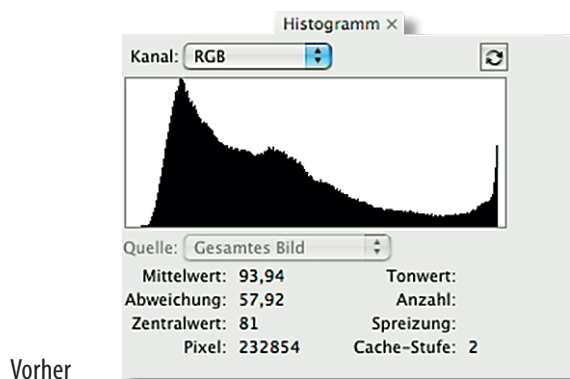 Histogramm ×
Kanal: RGB
Quelle: Gesamtes Bild
Mittelwert: 93,94 Tonwert:
Abweichung: 57,92 Anzahl:
Zentralwert: 81 Spreizung:
Pixel: 232854 Cache-Stufe: 2
Vorher